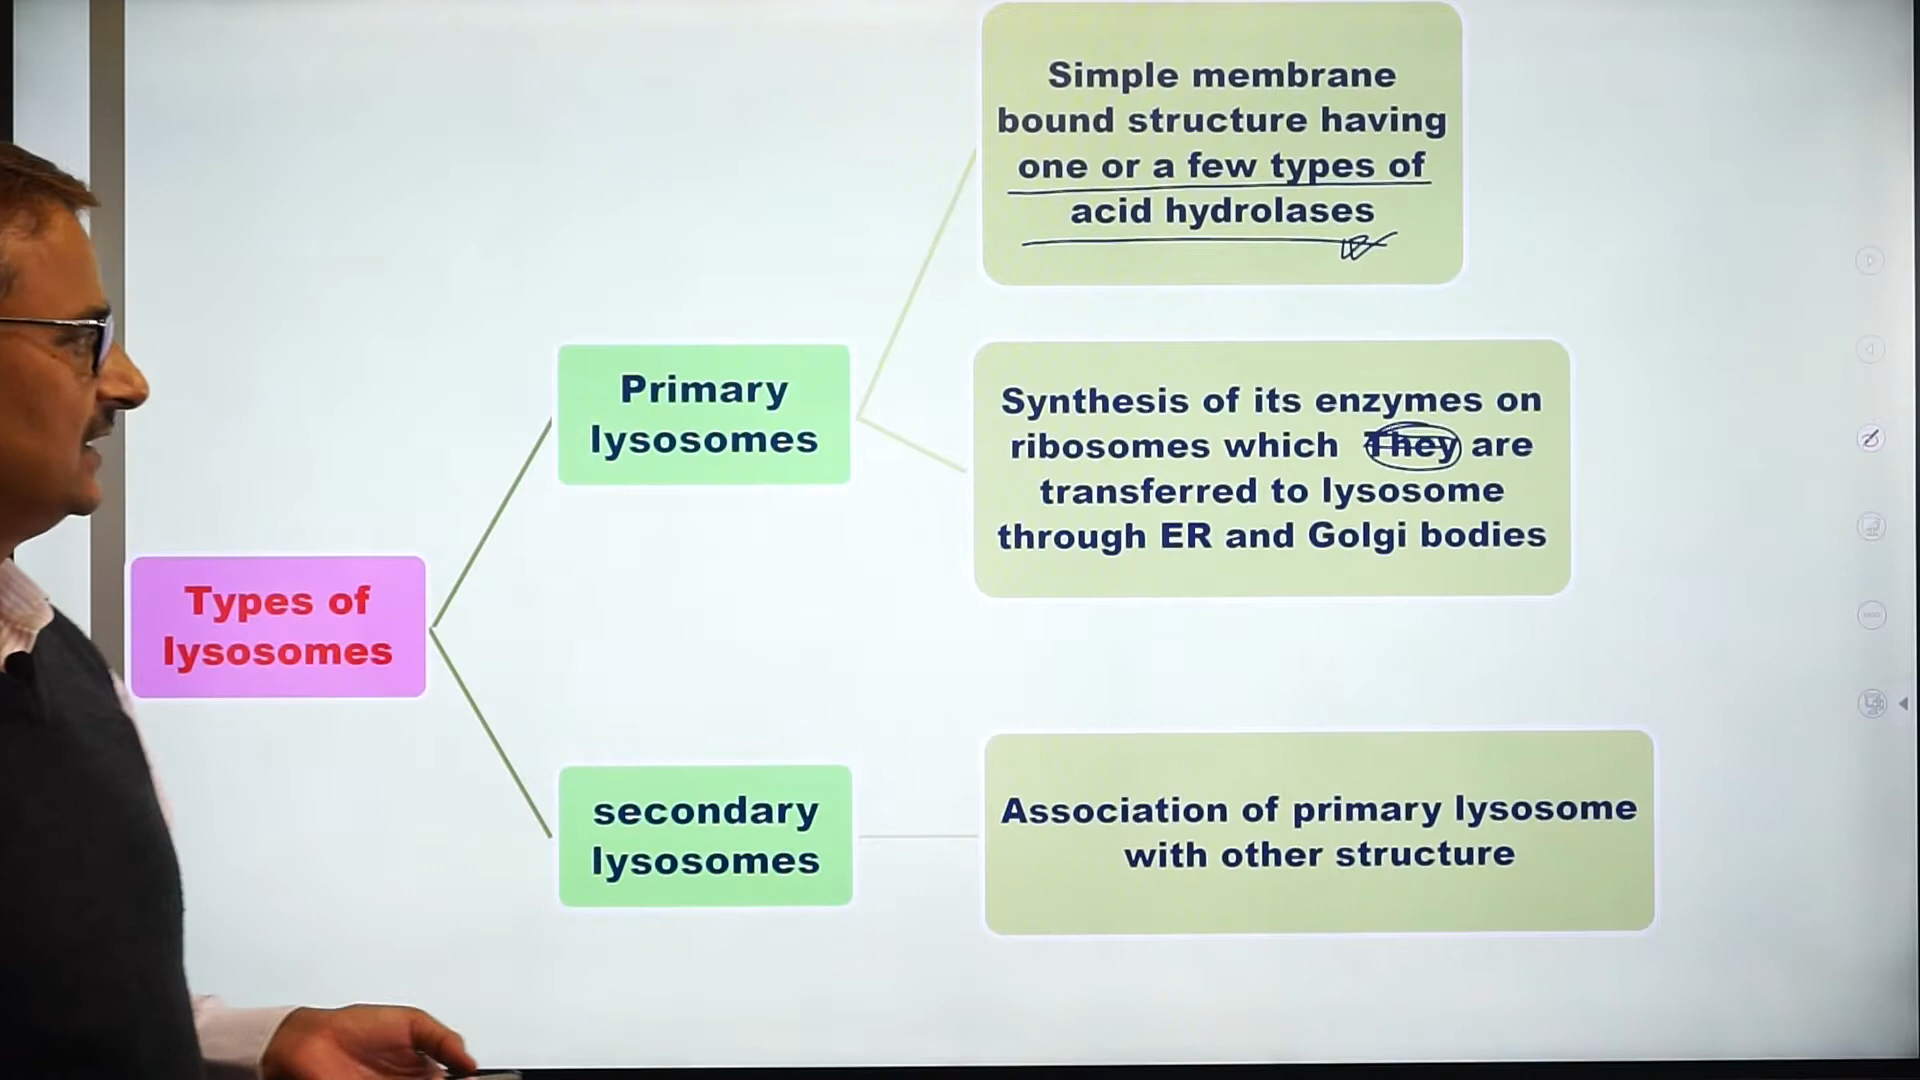 Simple membrane
bound structure having
one or a few types of
acid hydrolases
Primary
lysosomes
Synthesis of its enzymes on
ribosomes which They are
transferred to lysosome
through ER and Golgi bodies
Types of
lysosomes
secondary
lysosomes
Association of primary lysosome
with other structure